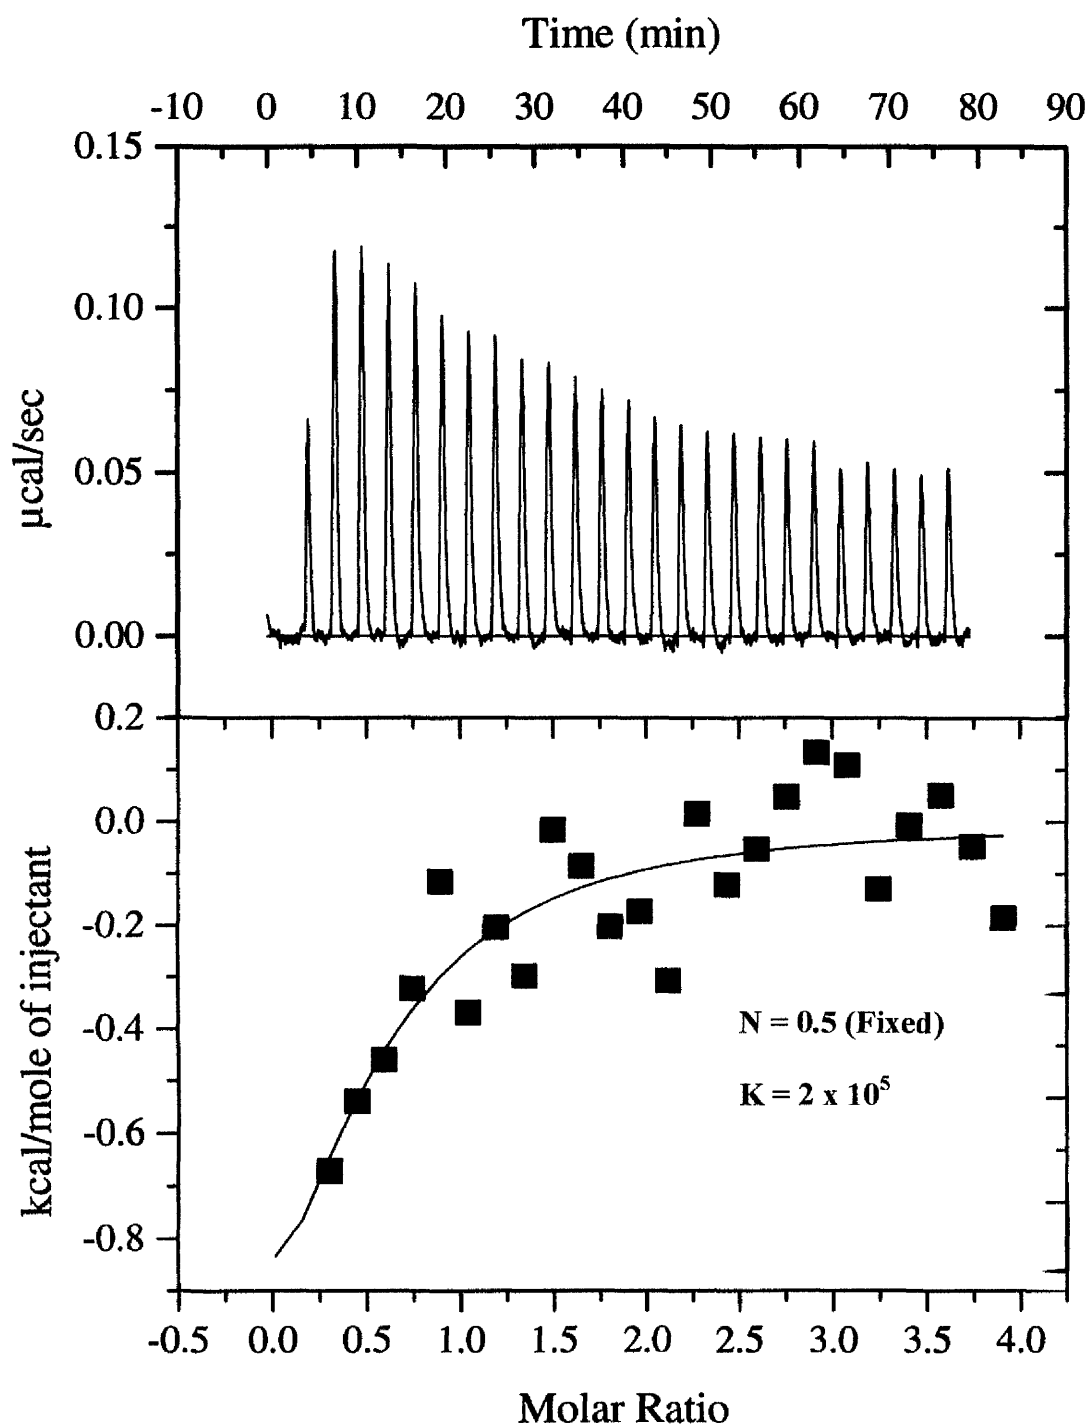 Time (min)
-10 0 10 20 30 40 50 60 70 80 90
0.15
0.10
0.05
0.00
µcal/sec
0.2
0.0
-0.2
-0.4
-0.6
-0.8
kcal/mole of injectant
N = 0.5 (Fixed)
K = 2 x 10⁵
-0.5 0.0 0.5 1.0 1.5 2.0 2.5 3.0 3.5 4.0
Molar Ratio